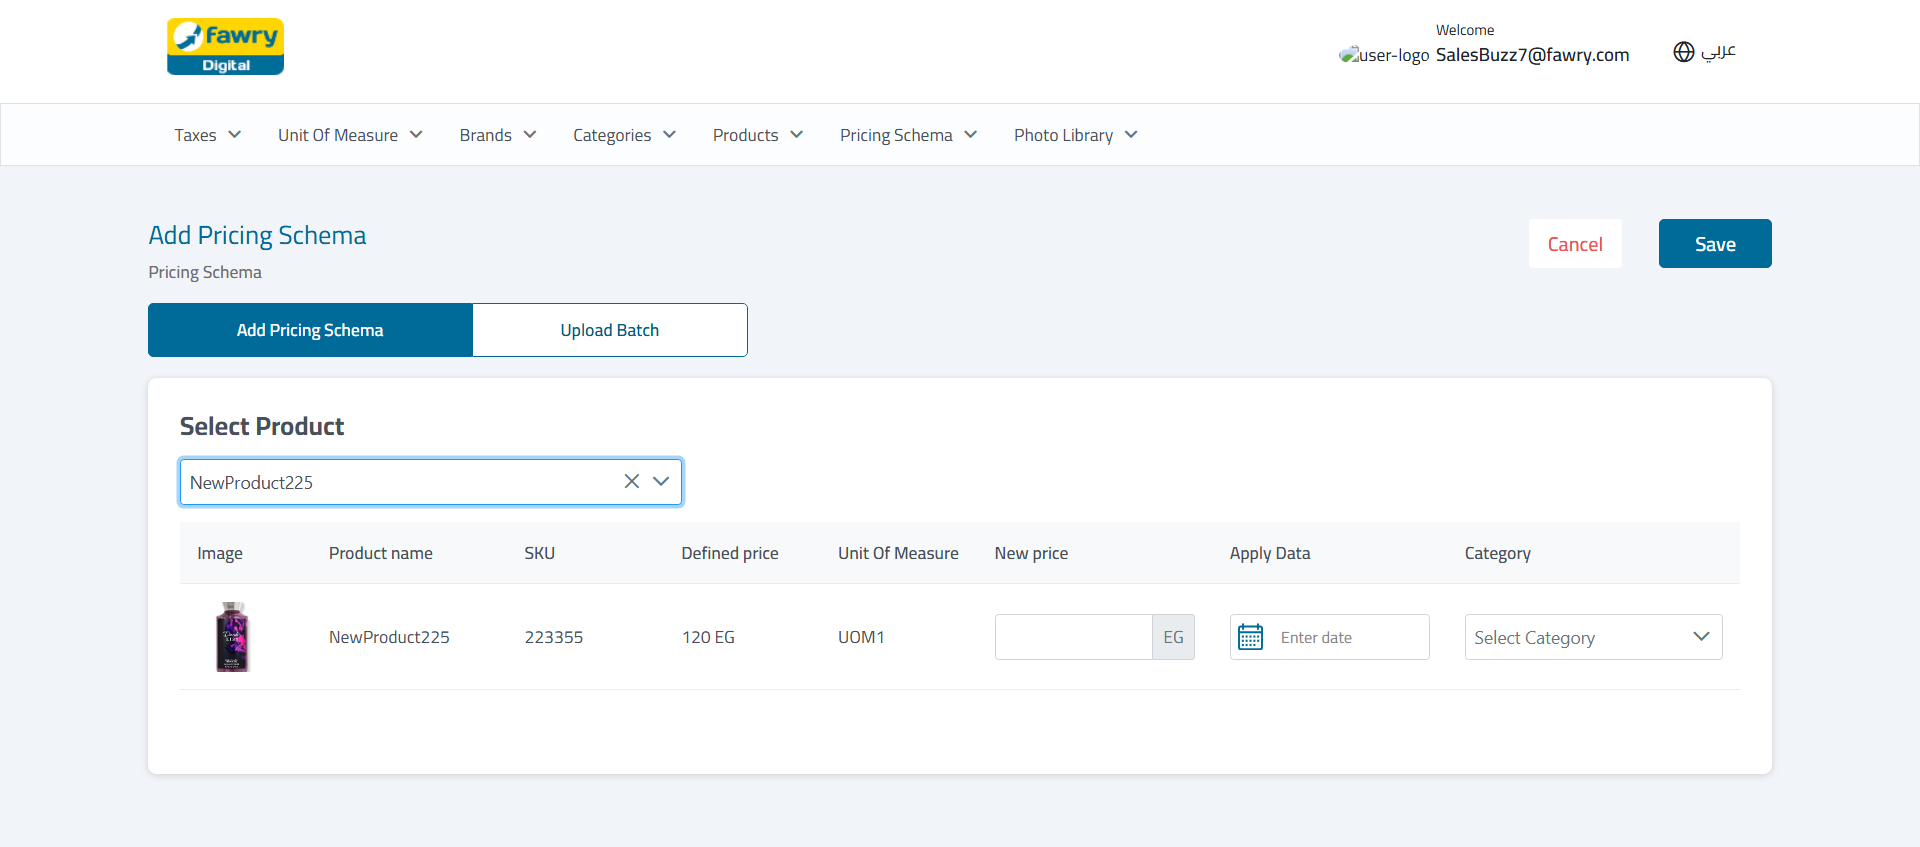 fawry
Digital
Welcome
user-logo SalesBuzz7@fawry.com
عربي
Taxes Unit Of Measure Brands Categories Products Pricing Schema Photo Library
Add Pricing Schema
Pricing Schema
Cancel
Save
Add Pricing Schema
Upload Batch
Select Product
NewProduct225
Image Product name SKU Defined price Unit Of Measure New price Apply Data Category
NewProduct225 223355 120 EG UOM1 EG Enter date Select Category